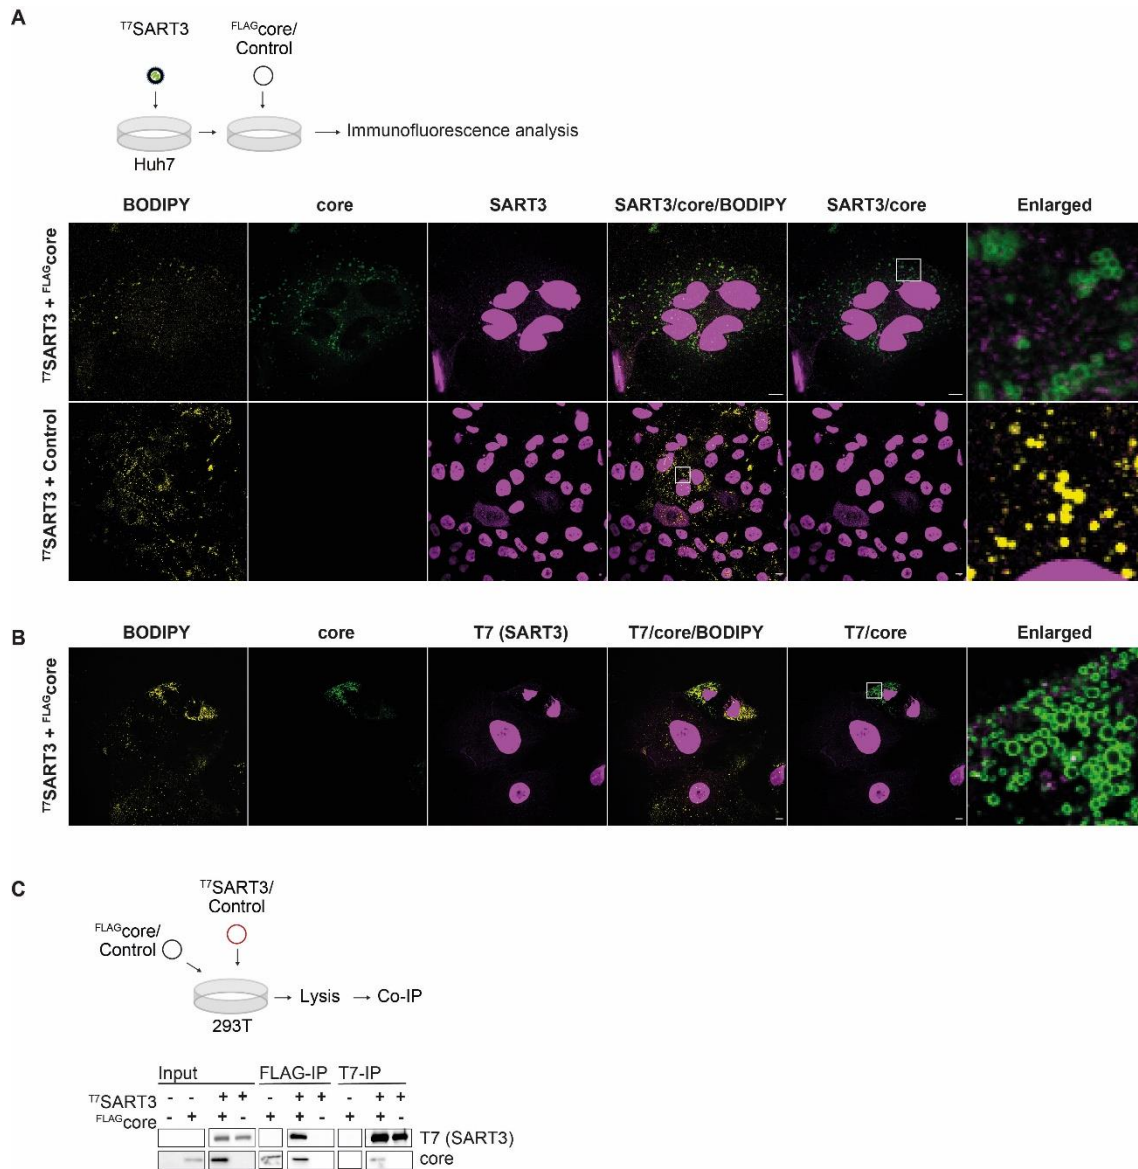 A
T7SART3 FLAGcore/
Control
Huh7
Immunofluorescence analysis
BODIPY core SART3 SART3/core/BODIPY SART3/core Enlarged
T7SART3 + FLAGcore
T7SART3 + Control
B
BODIPY core T7 (SART3) T7/core/BODIPY T7/core Enlarged
T7SART3 + FLAGcore
C
T7SART3/
Control
FLAGcore/
Control
293T
Lysis Co-IP
Input FLAG-IP T7-IP
T7SART3 - - + + - + + - + +
FLAGcore - + + - + + - + + -
T7 (SART3)
core